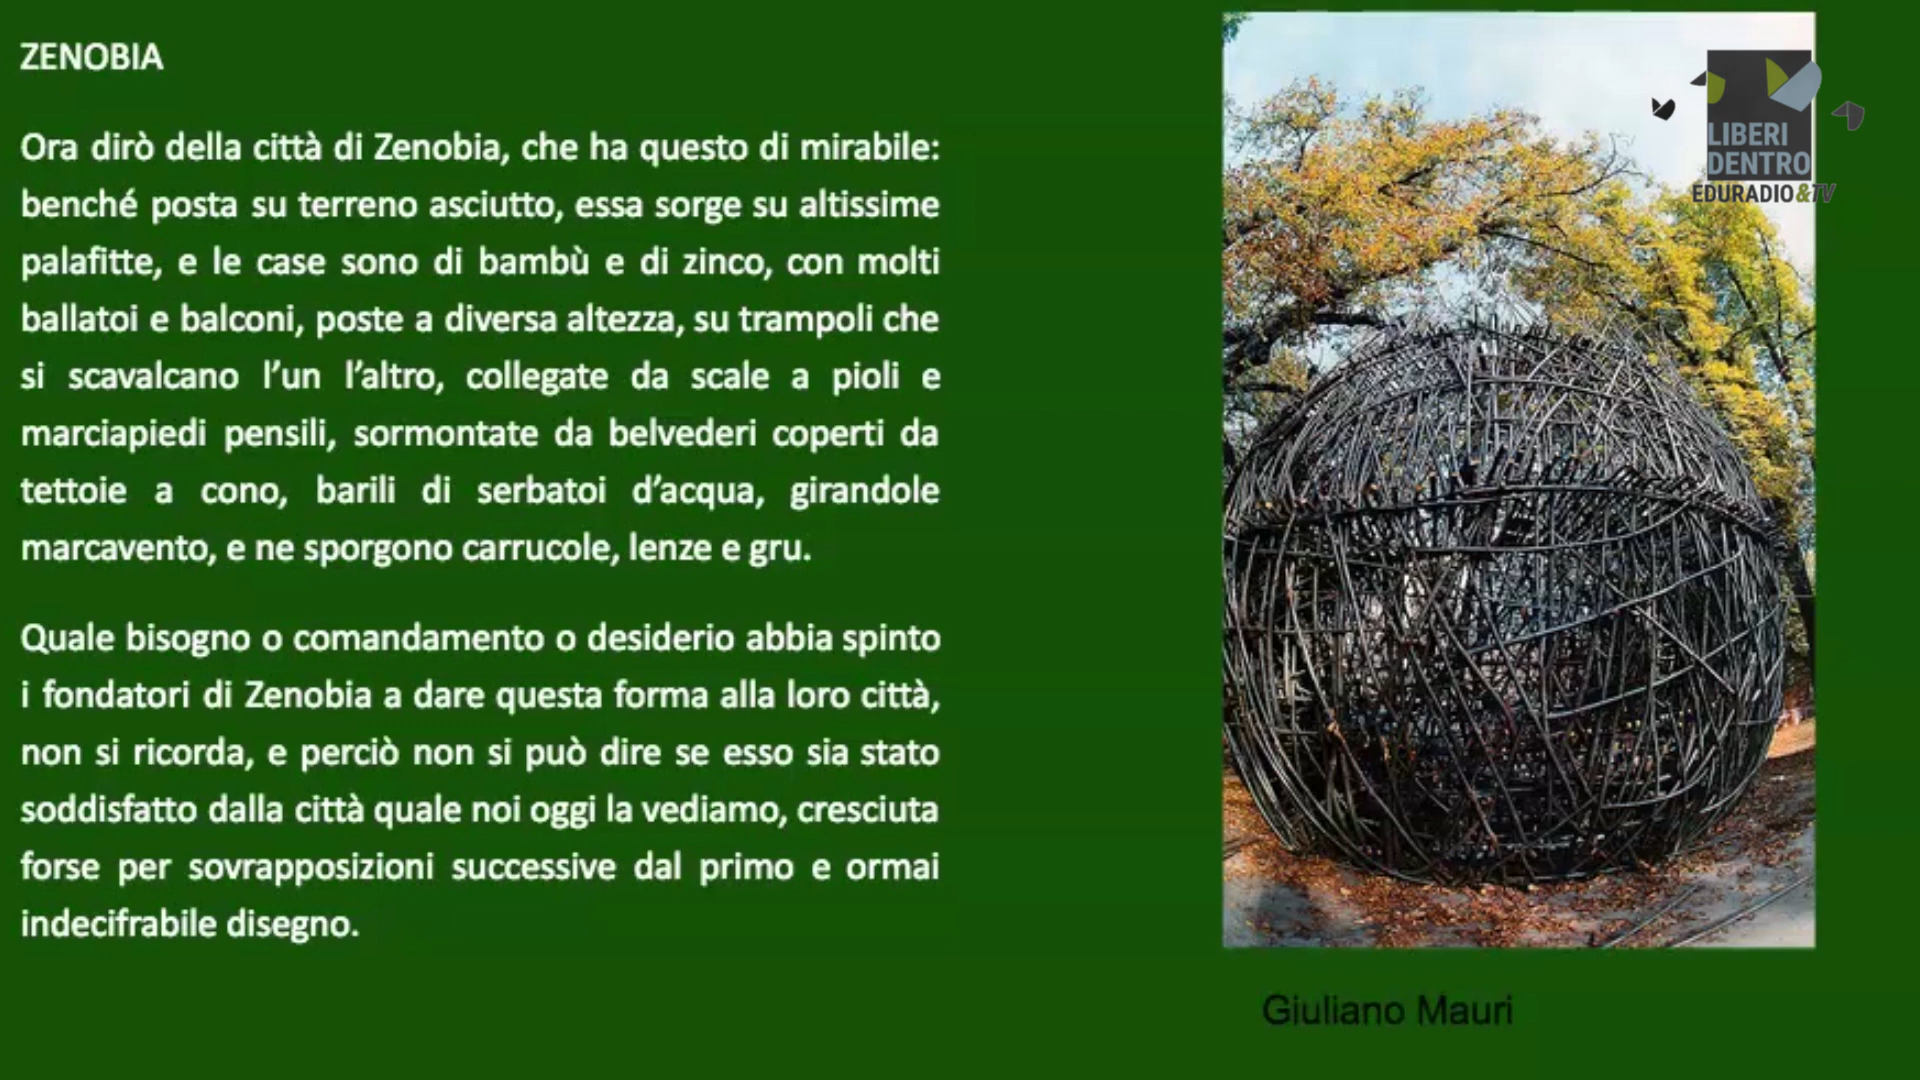 ZENOBIA
Ora dirò della città di Zenobia, che ha questo di mirabile:
benché posta su terreno asciutto, essa sorge su altissime
palafitte, e le case sono di bambù e di zinco, con molti
ballatoi e balconi, poste a diversa altezza, su trampoli che
si scavalcano l’un l’altro, collegate da scale a pioli e
marciapiedi pensili, sormontate da belvederi coperti da
tettoie a cono, barili di serbatoi d’acqua, girandole
marcavento, e ne sporgono carrucole, lenze e gru.
Quale bisogno o comandamento o desiderio abbia spinto
i fondatori di Zenobia a dare questa forma alla loro città,
non si ricorda, e perciò non si può dire se esso sia stato
soddisfatto dalla città quale noi oggi la vediamo, cresciuta
forse per sovrapposizioni successive dal primo e ormai
indecifrabile disegno.
LIBERI
DENTRO
EDURADIO&TV
Giuliano Mauri